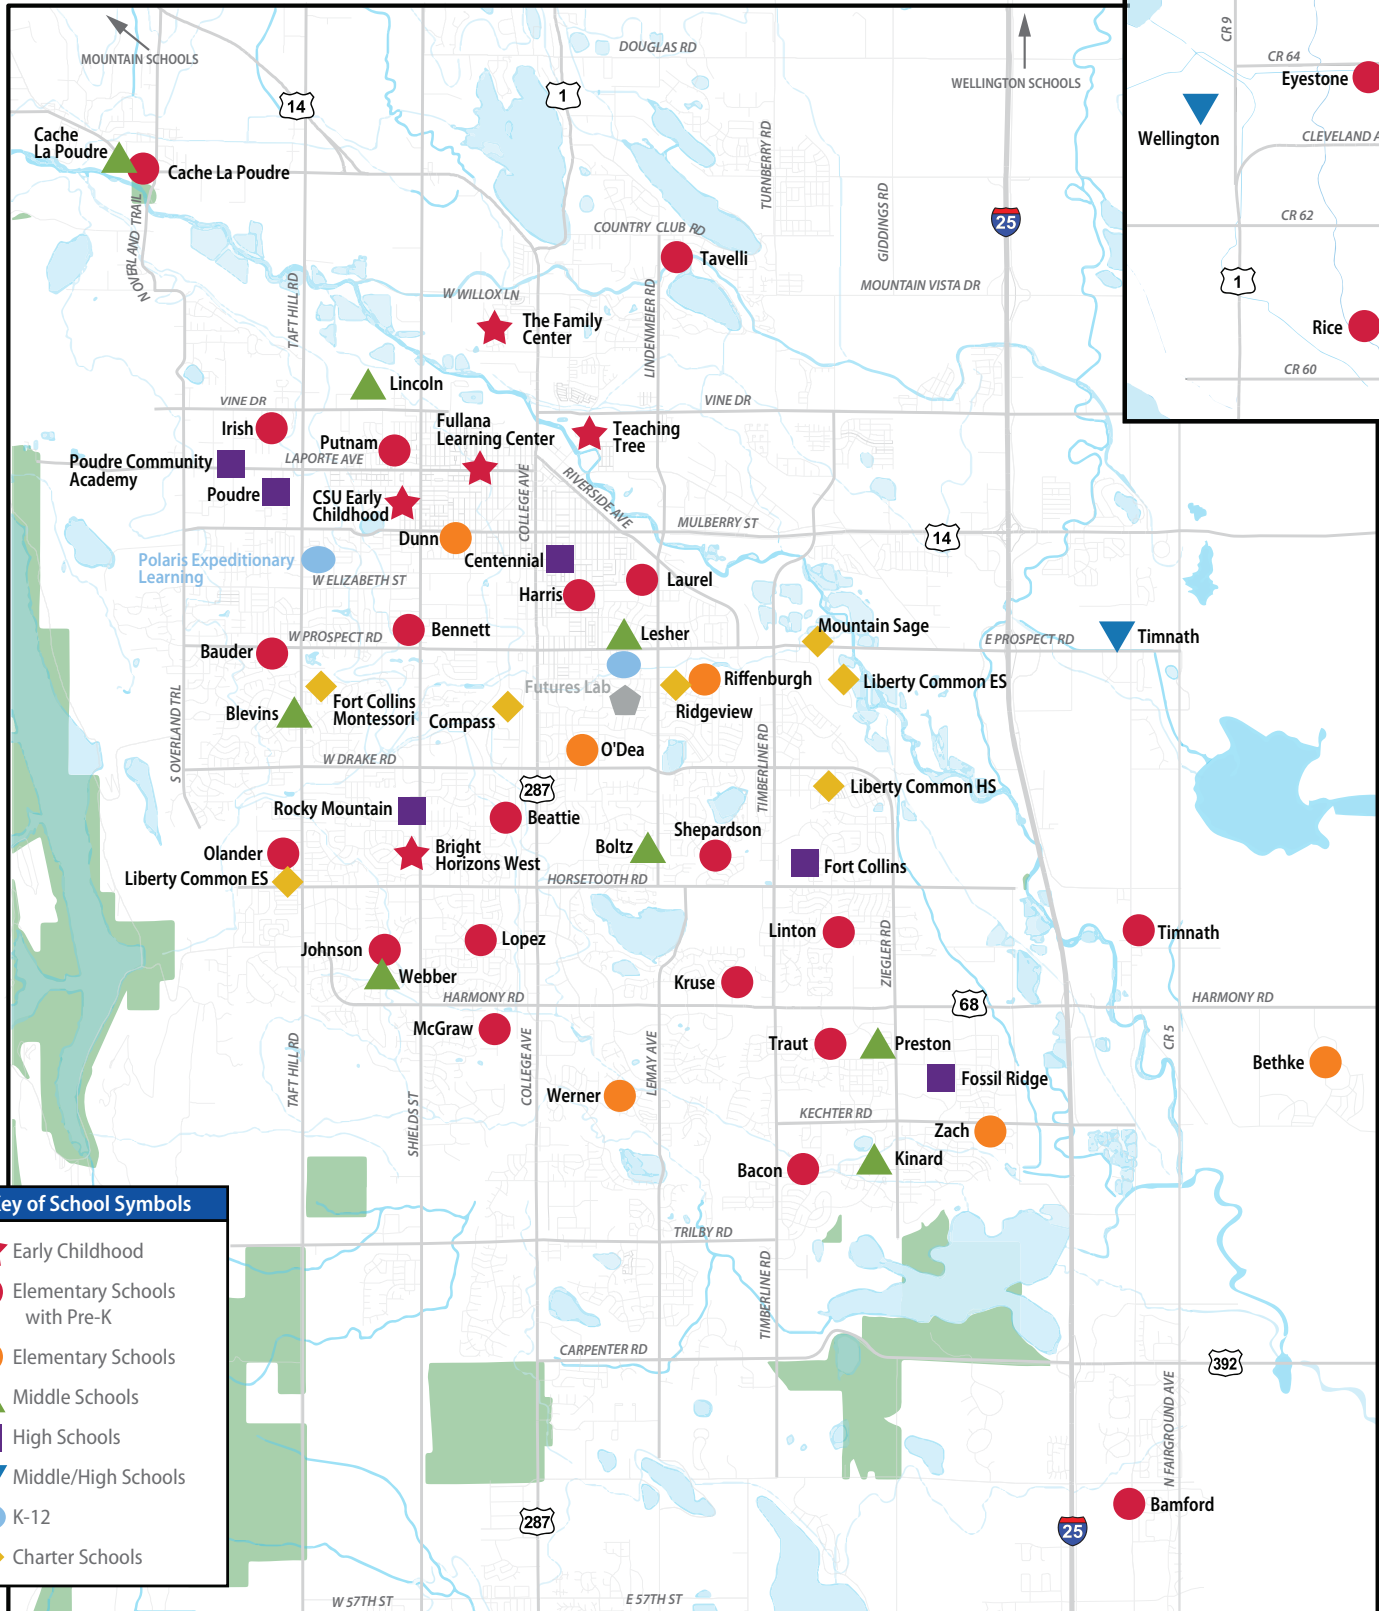 MOUNTAIN SCHOOLS
DOUGLAS RD
WELLINGTON SCHOOLS
14
1
CR 9
CR 64
Eyestone
Wellington
CLEVELAND A
CR 62
1
Rice
CR 60
Cache
La Poudre
Cache La Poudre
N OVERLAND TRAIL
TURNBERRY RD
GIDDINGS RD
25
COUNTRY CLUB RD
Tavelli
MOUNTAIN VISTA DR
TAFT HILL RD
W WILLOX LN
LINDENMEIER RD
The Family
Center
Lincoln
VINE DR
VINE DR
Irish
Putnam
Fullana
Learning Center
Teaching
Tree
LAPORTE AVE
Poudre Community
Academy
Poudre
CSU Early
Childhood
COLLEGE AVE
RIVERSIDE AVE
MULBERRY ST
14
Dunn
Centennial
Polaris Expeditionary
Learning
W ELIZABETH ST
Harris
Laurel
Bennett
W PROSPECT RD
Bauder
Lesher
Mountain Sage
E PROSPECT RD
Timnath
Futures Lab
Riffenburgh
Ridgeview
Liberty Common ES
Fort Collins
Montessori
Blevins
Compass
S OVERLAND TRL
O'Dea
W DRAKE RD
TIMBERLINE RD
287
Liberty Common HS
Rocky Mountain
Beattie
Shepardson
Boltz
Bright
Horizons West
Olander
Liberty Common ES
Fort Collins
HORSETOOTH RD
Johnson
Lopez
Webber
Linton
ZIEGLER RD
Timnath
Kruse
HARMONY RD
68
HARMONY RD
McGraw
Traut
Preston
CR 5
Bethke
TAFT HILL RD
COLLEGE AVE
LEMAY AVE
Fossil Ridge
Werner
SHIELDS ST
KECHTER RD
Zach
Bacon
Kinard
Key of School Symbols
Early Childhood
Elementary Schools
with Pre-K
Elementary Schools
Middle Schools
High Schools
Middle/High Schools
K-12
Charter Schools
TRILBY RD
TIMBERLINE RD
CARPENTER RD
392
N FAIRGROUND AVE
Bamford
287
25
W 57TH ST
E 57TH ST